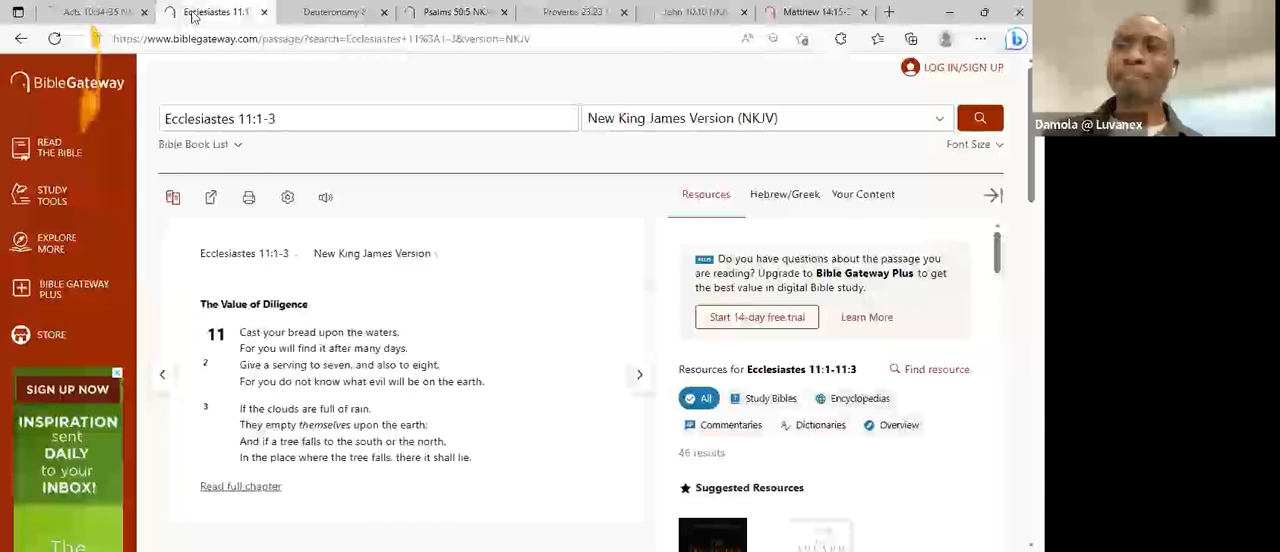 Acts 10:34-35 NK
Ecclesiastes 11:1
Deuteronomy 8
Psalms 50:5 NK
Proverbs 23:23
John 10:10 NKJV
Matthew 14:15-2
https://www.biblegateway.com/passage/?search=Ecclesiastes+11%3A1-3&version=NKJV
BibleGateway
LOG IN/SIGN UP
Ecclesiastes 11:1-3
New King James Version (NKJV)
Bible Book List
Font Size
READ
THE BIBLE
STUDY
TOOLS
EXPLORE
MORE
BIBLE GATEWAY
PLUS
STORE
SIGN UP NOW
INSPIRATION
sent
DAILY
to your
INBOX!
The
Resources Hebrew/Greek Your Content
Ecclesiastes 11:1-3 New King James Version
The Value of Diligence
11 Cast your bread upon the waters,
For you will find it after many days.
2 Give a serving to seven, and also to eight,
For you do not know what evil will be on the earth.
3 If the clouds are full of rain,
They empty themselves upon the earth;
And if a tree falls to the south or the north,
In the place where the tree falls, there it shall lie.
Read full chapter
PLUS Do you have questions about the passage you
are reading? Upgrade to Bible Gateway Plus to get
the best value in digital Bible study.
Start 14-day free trial Learn More
Resources for Ecclesiastes 11:1-11:3 Find resource
All Study Bibles Encyclopedias
Commentaries Dictionaries Overview
46 results
Suggested Resources
Damola @ Luvanex